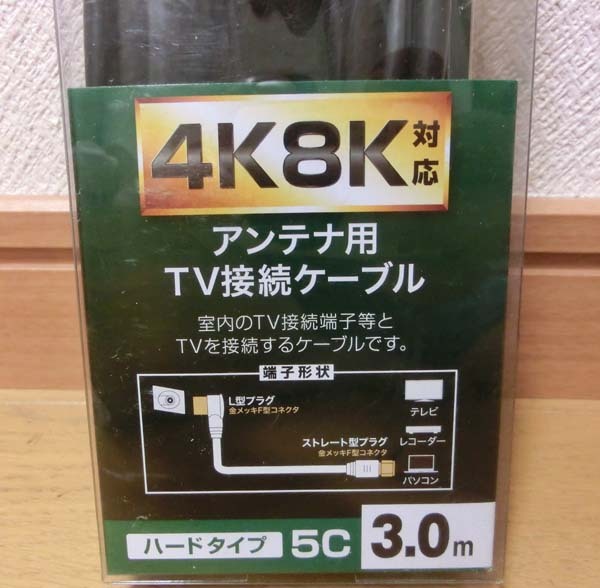 4K8K対応
アンテナ用
TV接続ケーブル
室内のTV接続端子等と
TVを接続するケーブルです。
端子形状
L型プラグ
金メッキF型コネクタ
テレビ
ストレート型プラグ
金メッキF型コネクタ
レコーダー
パソコン
ハードタイプ 5C 3.0m